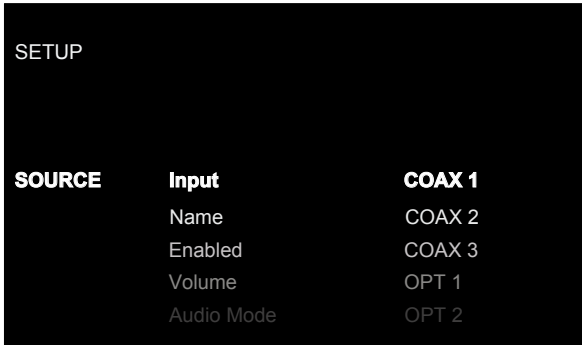 SETUP
SOURCE Input COAX 1
Name COAX 2
Enabled COAX 3
Volume OPT 1
Audio Mode OPT 2